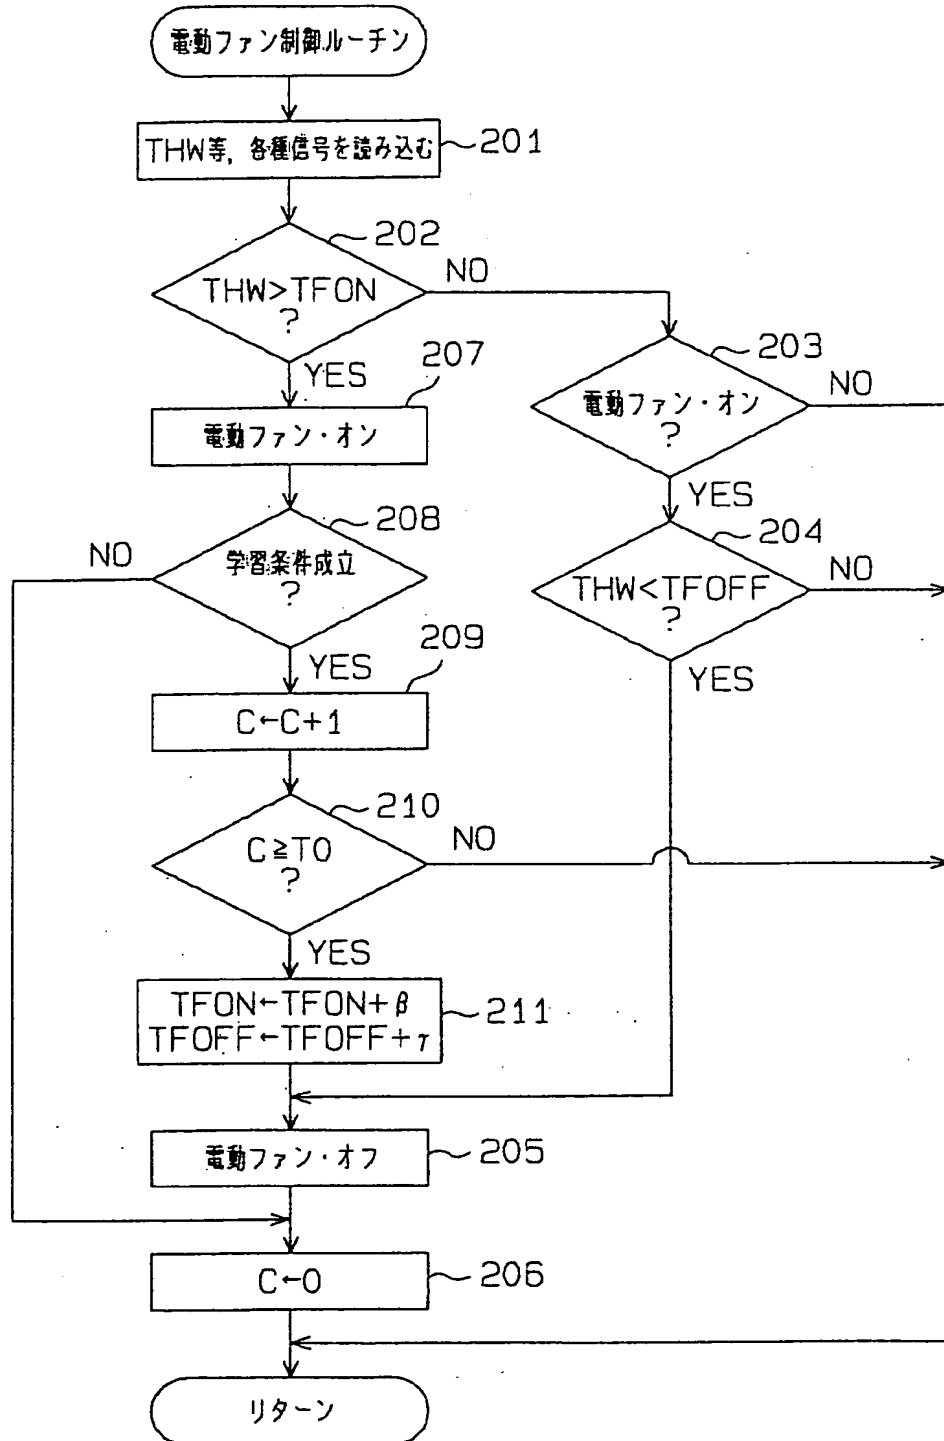 電動ファン制御ルーチン
THW等，各種信号を読み込む
201
202
THW>TFON
?
NO
YES
203
電動ファン・オン
?
NO
YES
207
電動ファン・オン
204
THW<TFOFF
?
NO
YES
208
学習条件成立
?
NO
YES
209
C←C+1
210
C≧T0
?
NO
YES
TFON←TFON+β
TFOFF←TFOFF+γ
211
電動ファン・オフ
205
C←0
206
リターン